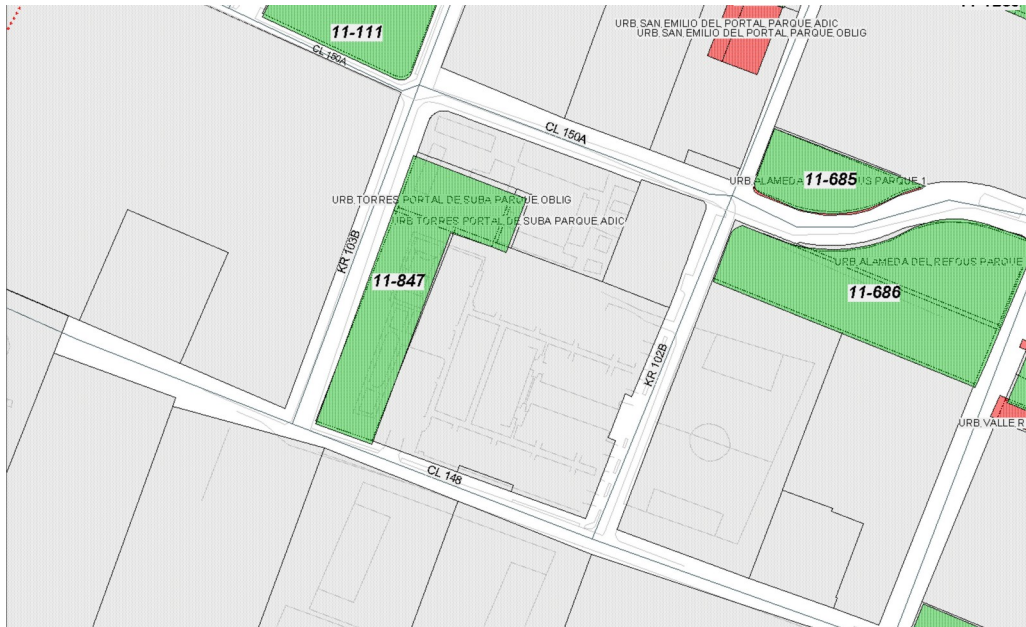 11-111
CL 150A
URB SAN EMILIO DEL PORTAL PARQUE ADIC
URB SAN EMILIO DEL PORTAL PARQUE OBLIG
CL 150A
URB TORRES PORTAL DE SUBA PARQUE OBLIG
URB TORRES PORTAL DE SUBA PARQUE ADIC
11-847
KR 103B
URB ALAMEDA
11-685
PARQUE 1
URB ALAMEDA DEL REFOUS PARQUE
11-686
KR 102B
URB VALLE R
CL 148